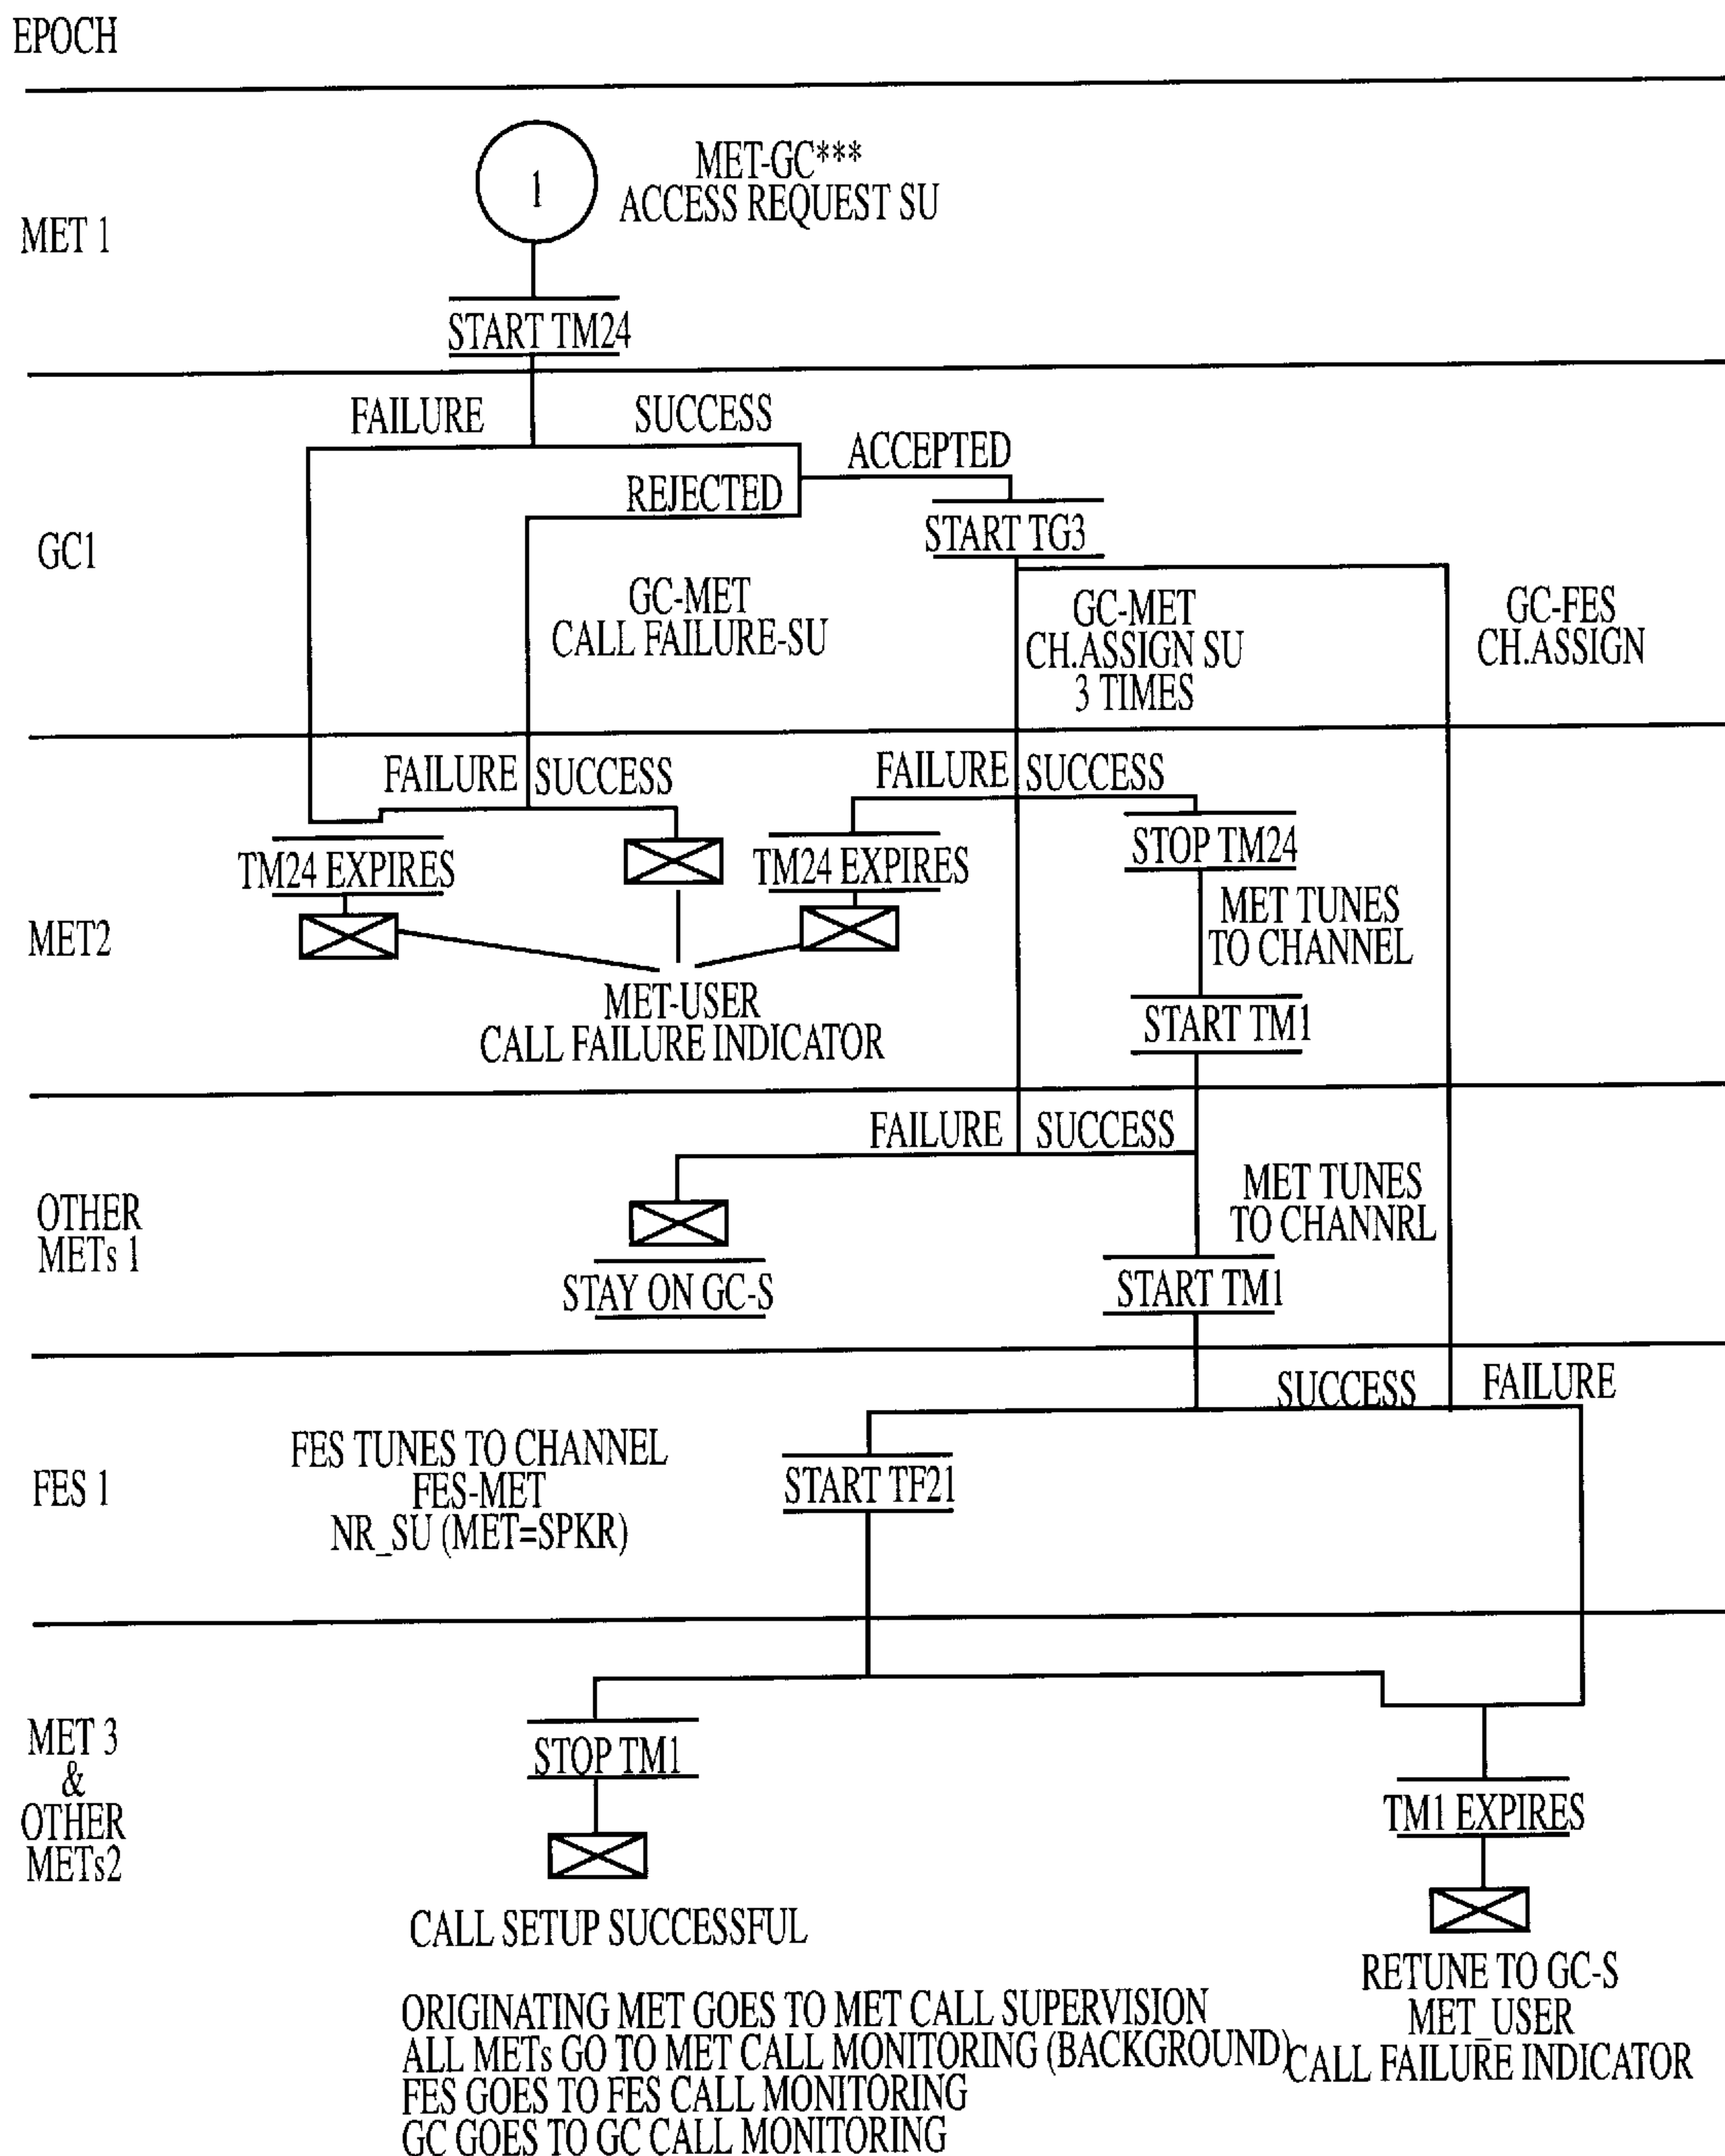 EPOCH
MET 1
1
MET-GC***
ACCESS REQUEST SU
START TM24
GC1
FAILURE
SUCCESS
ACCEPTED
REJECTED
START TG3
GC-MET
CALL FAILURE-SU
GC-MET
CH.ASSIGN SU
3 TIMES
GC-FES
CH.ASSIGN
MET2
FAILURE
SUCCESS
FAILURE
SUCCESS
TM24 EXPIRES
TM24 EXPIRES
STOP TM24
MET TUNES
TO CHANNEL
MET-USER
CALL FAILURE INDICATOR
START TM1
OTHER
METs 1
FAILURE
SUCCESS
MET TUNES
TO CHANNRL
STAY ON GC-S
START TM1
FES 1
SUCCESS
FAILURE
FES TUNES TO CHANNEL
FES-MET
NR_SU (MET=SPKR)
START TF21
MET 3
&
OTHER
METs2
STOP TM1
TM1 EXPIRES
CALL SETUP SUCCESSFUL
ORIGINATING MET GOES TO MET CALL SUPERVISION
ALL METs GO TO MET CALL MONITORING (BACKGROUND)
FES GOES TO FES CALL MONITORING
GC GOES TO GC CALL MONITORING
RETUNE TO GC-S
MET_USER
CALL FAILURE INDICATOR